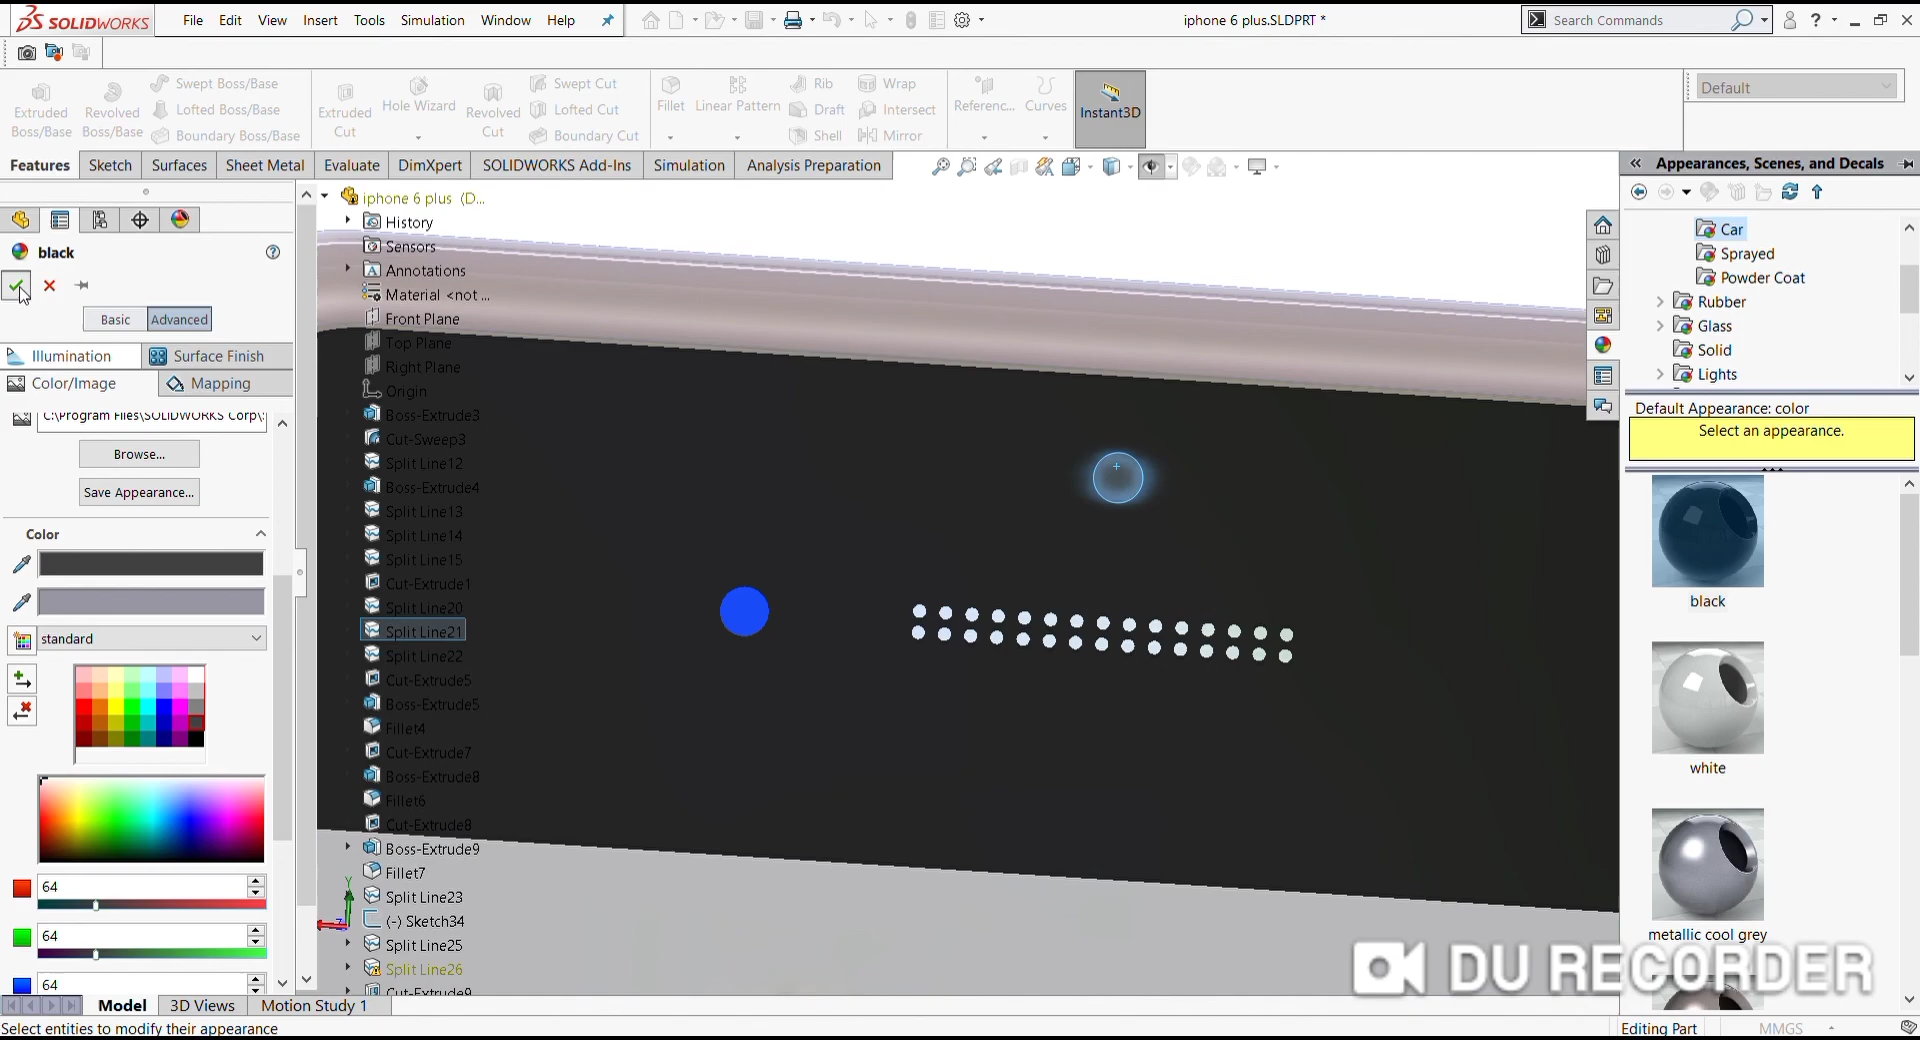 SOLIDWORKS
File Edit View Insert Tools Simulation Window Help
iphone 6 plus.SLDPRT *
Search Commands
Extruded Boss/Base
Revolved Boss/Base
Swept Boss/Base
Lofted Boss/Base
Boundary Boss/Base
Extruded Cut
Hole Wizard
Revolved Cut
Swept Cut
Lofted Cut
Boundary Cut
Fillet
Linear Pattern
Rib
Draft
Shell
Wrap
Intersect
Mirror
Referenc...
Curves
Instant3D
Default
Features Sketch Surfaces Sheet Metal Evaluate DimXpert SOLIDWORKS Add-Ins Simulation Analysis Preparation
black
Basic Advanced
Illumination Surface Finish
Color/Image Mapping
C:\Program Files\SOLIDWORKS Corp\
Browse...
Save Appearance...
Color
standard
64
64
64
iphone 6 plus (D...
History
Sensors
Annotations
Material <not ...
Front Plane
Top Plane
Right Plane
Origin
Boss-Extrude3
Cut-Sweep3
Split Line12
Boss-Extrude4
Split Line13
Split Line14
Split Line15
Cut-Extrude1
Split Line20
Split Line21
Split Line22
Cut-Extrude5
Boss-Extrude5
Fillet4
Cut-Extrude7
Boss-Extrude8
Fillet6
Cut-Extrude8
Boss-Extrude9
Fillet7
Split Line23
(-) Sketch34
Split Line25
Split Line26
Cut-Extrude9
Appearances, Scenes, and Decals
Car
Sprayed
Powder Coat
Rubber
Glass
Solid
Lights
Default Appearance: color
Select an appearance.
black
white
metallic cool grey
DU RECORDER
Model 3D Views Motion Study 1
Select entities to modify their appearance
Editing Part MMGS